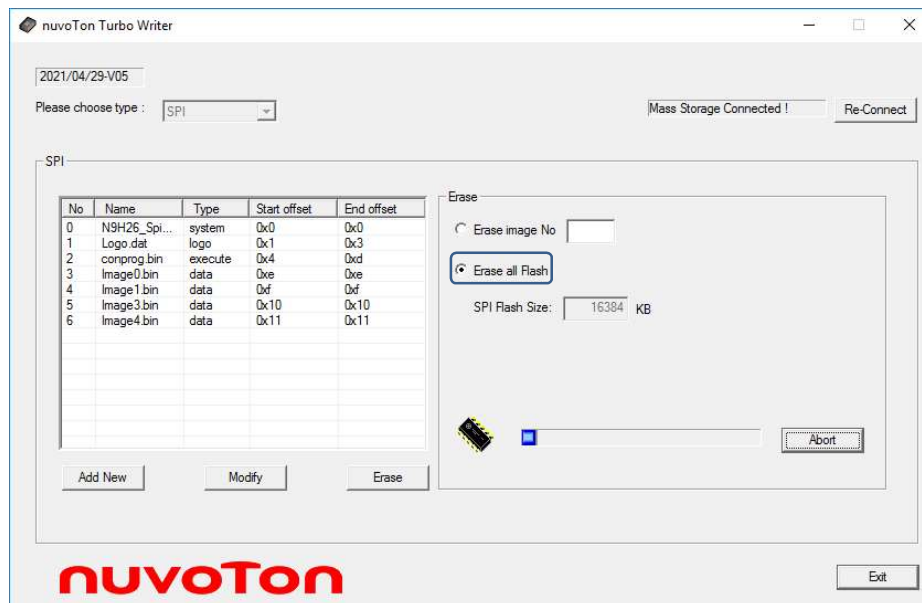 nuvoTon Turbo Writer
2021/04/29-V05
Please choose type :
SPI
Mass Storage Connected !
Re-Connect
SPI
No Name Type Start offset End offset
0 N9H26_Spi... system 0x0 0x0
1 Logo.dat logo 0x1 0x3
2 conprog.bin execute 0x4 0xd
3 Image0.bin data 0xe 0xe
4 Image1.bin data 0xf 0xf
5 Image3.bin data 0x10 0x10
6 Image4.bin data 0x11 0x11
Add New
Modify
Erase
Erase
Erase image No
Erase all Flash
SPI Flash Size: 16384 KB
Abort
nuvoTon
Exit